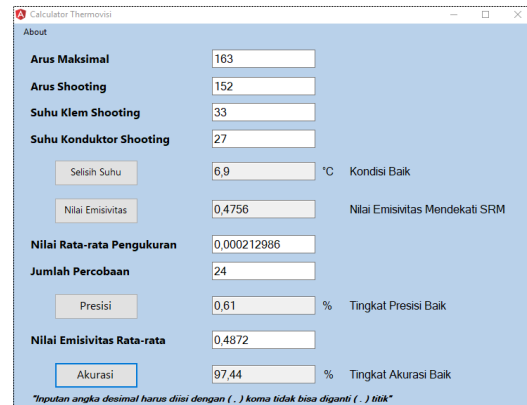 Calculator Thermovisi
About
Arus Maksimal 163
Arus Shooting 152
Suhu Klem Shooting 33
Suhu Konduktor Shooting 27
Selisih Suhu 6,9 °C Kondisi Baik
Nilai Emisivitas 0,4756 Nilai Emisivitas Mendekati SRM
Nilai Rata-rata Pengukuran 0,000212986
Jumlah Percobaan 24
Presisi 0,61 % Tingkat Presisi Baik
Nilai Emisivitas Rata-rata 0,4872
Akurasi 97,44 % Tingkat Akurasi Baik
"Inputan angka desimal harus diisi dengan ( , ) koma tidak bisa diganti ( . ) titik"